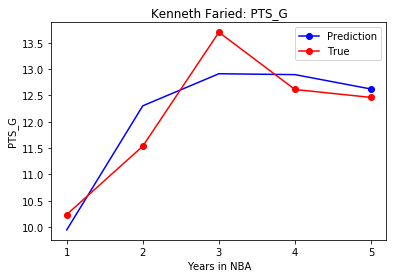 Kenneth Faried: PTS_G
Prediction
True
PTS_G
13.5
13.0
12.5
12.0
11.5
11.0
10.5
10.0
1 2 3 4 5
Years in NBA